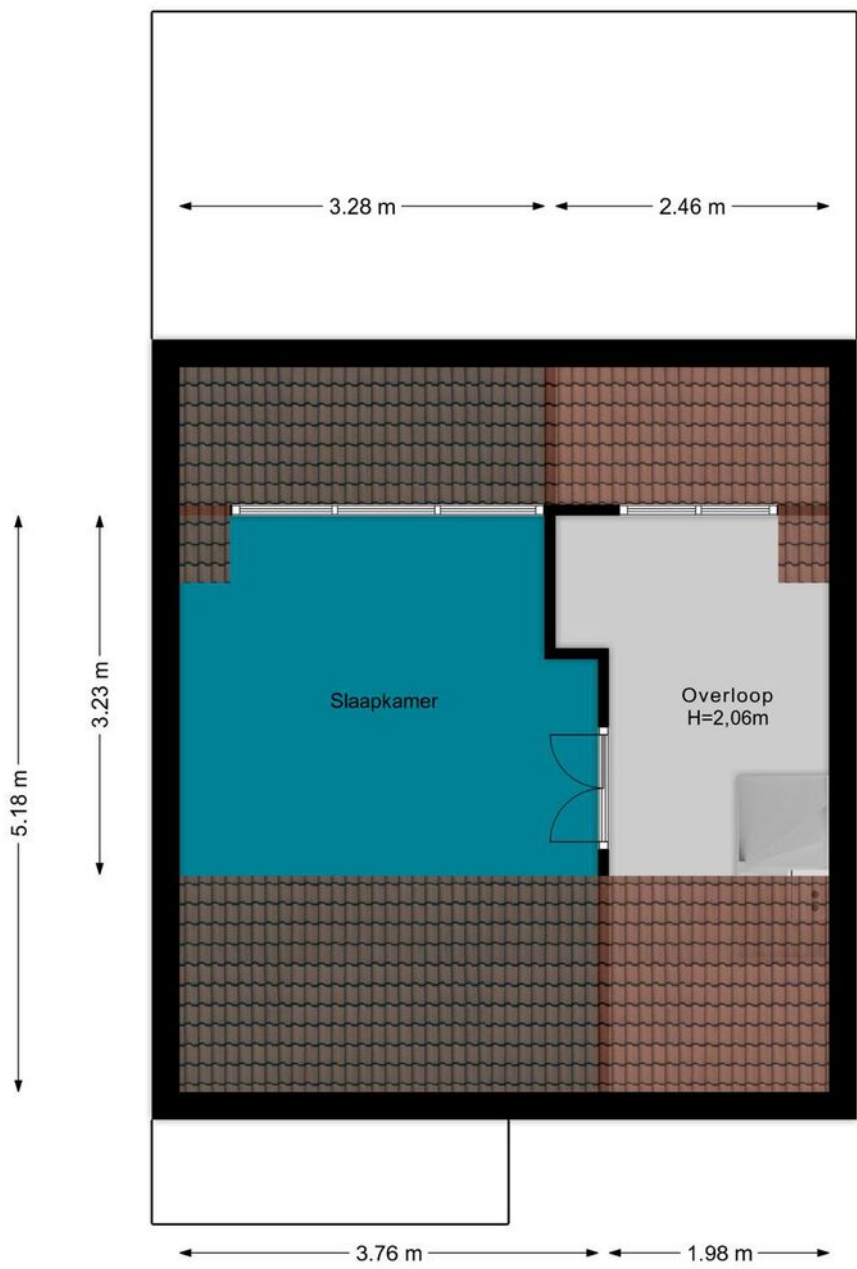 3.28 m
2.46 m
3.23 m
5.18 m
Slaapkamer
Overloop
H=2,06m
3.76 m
1.98 m